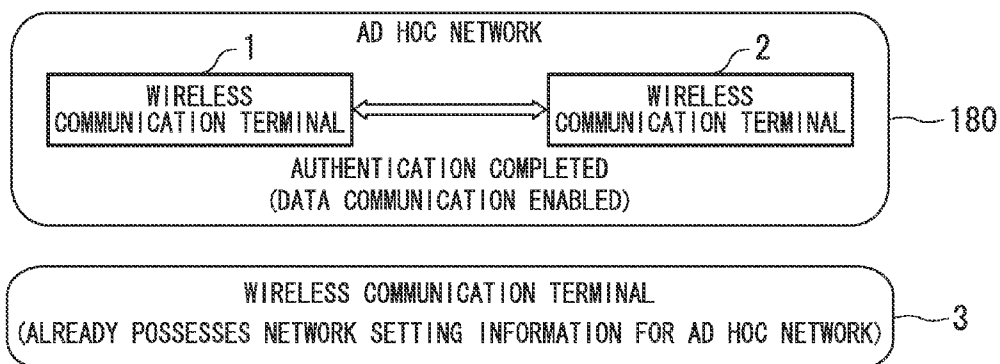 AD HOC NETWORK
1
2
WIRELESS COMMUNICATION TERMINAL
WIRELESS COMMUNICATION TERMINAL
180
AUTHENTICATION COMPLETED
(DATA COMMUNICATION ENABLED)
WIRELESS COMMUNICATION TERMINAL
(ALREADY POSSESSES NETWORK SETTING INFORMATION FOR AD HOC NETWORK)
3